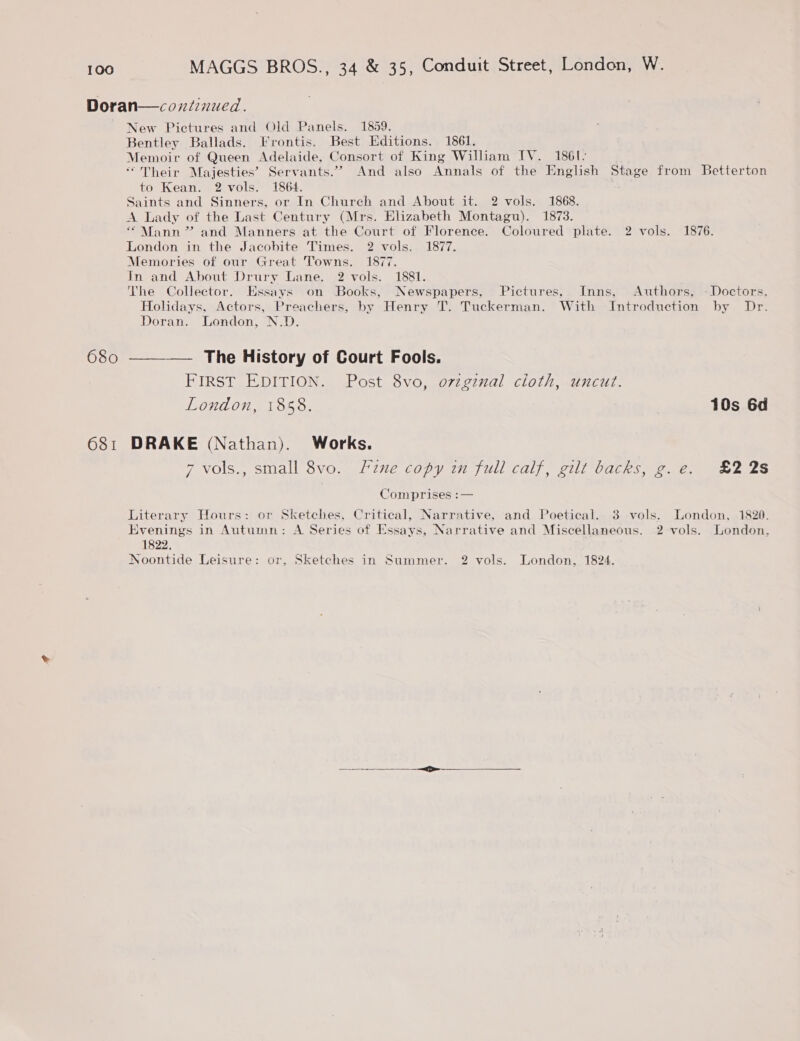 100 MAGGS BROS., 34 & 35, Conduit Street, London, W.
Doran—continued.
New Pictures and Old Panels. 1859.
Bentley Ballads. Frontis. Best Editions. 1861.
Memoir of Queen Adelaide, Consort of King William IV. 1861.
“Their Majesties’ Servants.” And also Annals of the English Stage from Betterton
to Kean. 2 vols. 1864.
Saints and Sinners, or In Church and About it. 2 vols. 1868.
A Lady of the Last Century (Mrs. Elizabeth Montagu). 1873.
“Mann” and Manners at the Court of Florence. Coloured plate. 2 vols. 1876.
London in the Jacobite Times. 2 vols. 1877.
Memories of our Great Towns. 1877.
In and About Drury Lane. 2 vols. 1881.
The Collector. Essays on Books, Newspapers, Pictures, Inns, Authors, Doctors,
Holidays, Actors, Preachers, by Henry T. Tuckerman. With Introduction by Dr.
Doran. London, N.D.
680 ——— The History of Court Fools.
FIRST EDITION. Post 8vo, original cloth, uncut.
London, 1858. 10s 6d
681 DRAKE (Nathan). Works.
7 vols., small 8vo. Fine copy in full calf, gilt backs, g. e. £2 2s
Comprises :—
Literary Hours: or Sketches, Critical, Narrative, and Poetical. 3 vols. London, 1820.
Evenings in Autumn: A Series of Essays, Narrative and Miscellaneous. 2 vols. London,
1822.
Noontide Leisure: or, Sketches in Summer. 2 vols. London, 1824.